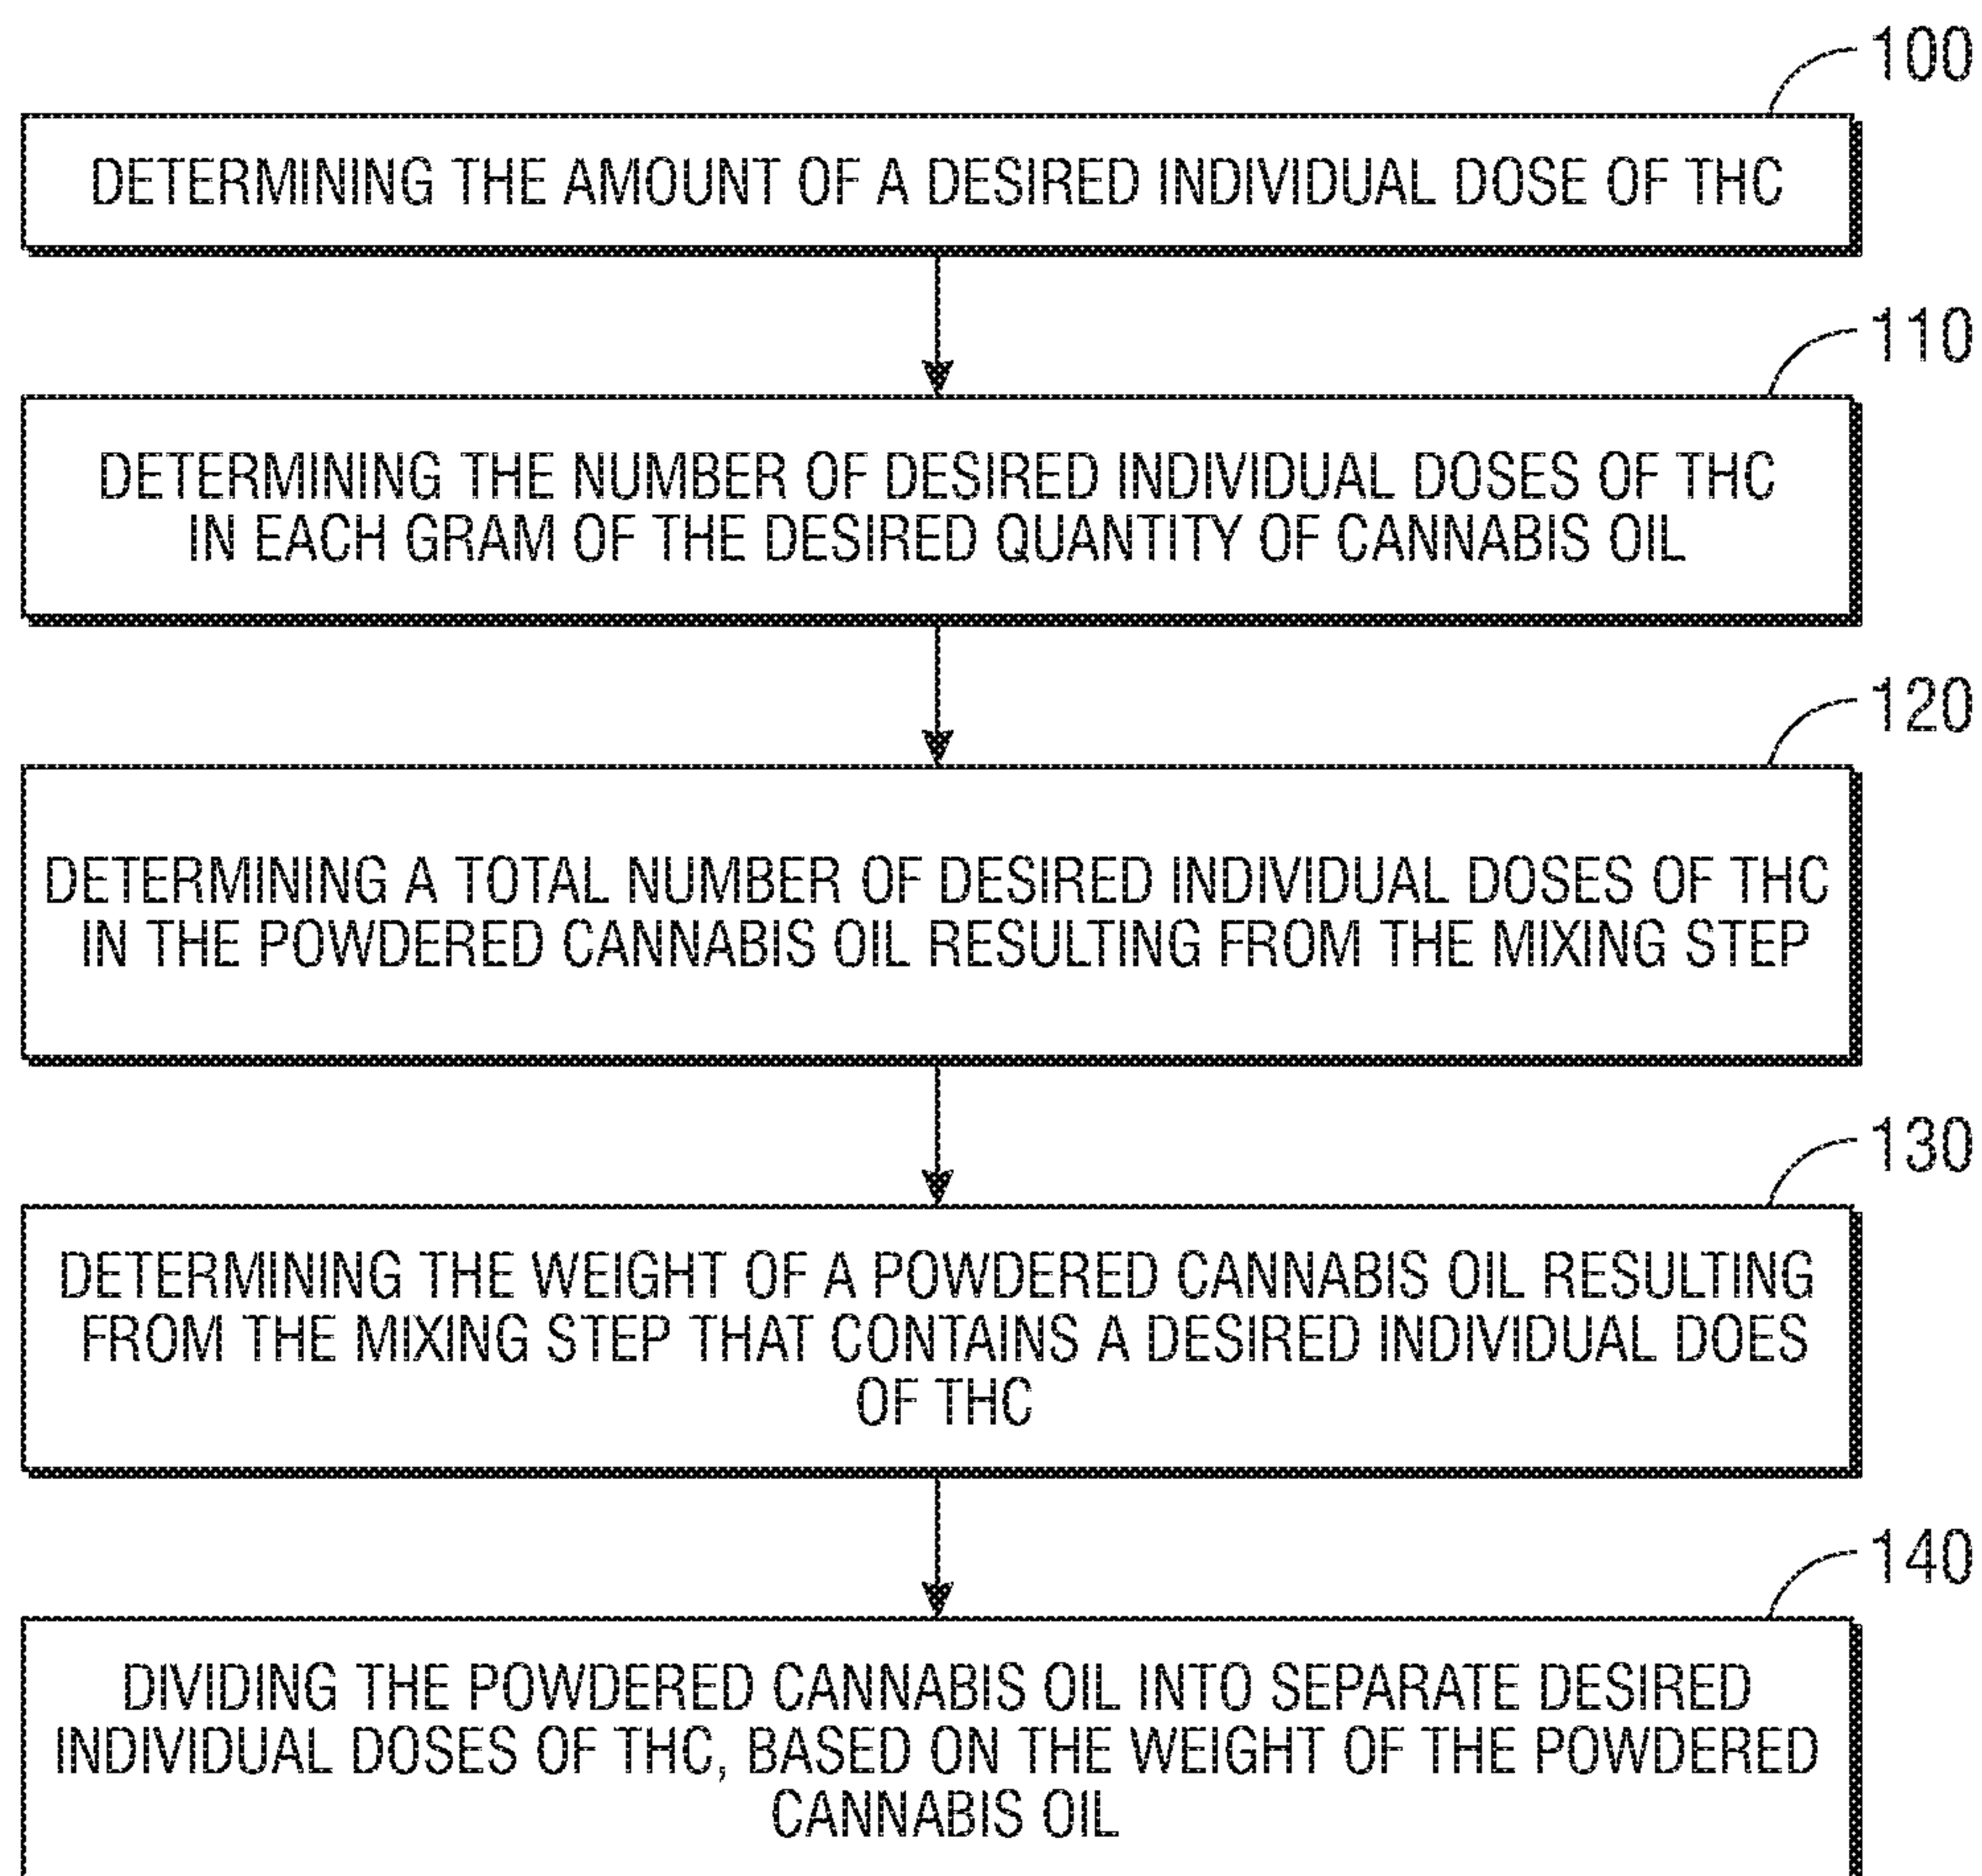 100
DETERMINING THE AMOUNT OF A DESIRED INDIVIDUAL DOSE OF THC
110
DETERMINING THE NUMBER OF DESIRED INDIVIDUAL DOSES OF THC
IN EACH GRAM OF THE DESIRED QUANTITY OF CANNABIS OIL
120
DETERMINING A TOTAL NUMBER OF DESIRED INDIVIDUAL DOSES OF THC
IN THE POWDERED CANNABIS OIL RESULTING FROM THE MIXING STEP
130
DETERMINING THE WEIGHT OF A POWDERED CANNABIS OIL RESULTING
FROM THE MIXING STEP THAT CONTAINS A DESIRED INDIVIDUAL DOES
OF THC
140
DIVIDING THE POWDERED CANNABIS OIL INTO SEPARATE DESIRED
INDIVIDUAL DOSES OF THC, BASED ON THE WEIGHT OF THE POWDERED
CANNABIS OIL